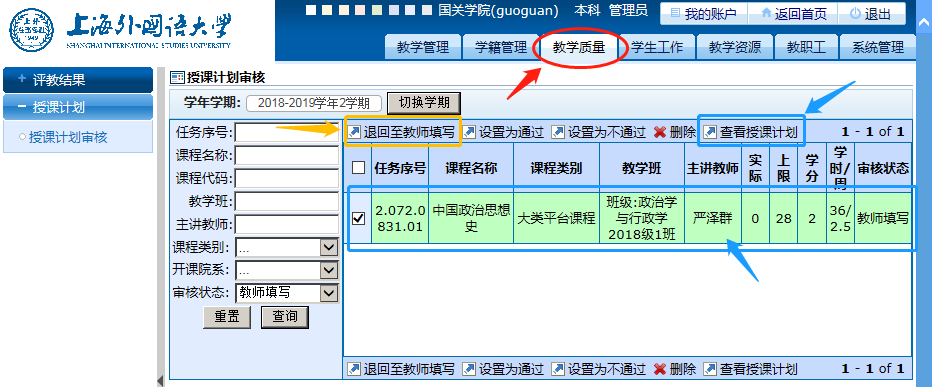 上海外国语大学
SHANGHAI INTERNATIONAL STUDIES UNIVERSITY
1949
国关学院(guoguan) 本科 管理员
我的账户 返回首页 退出
教学管理 学籍管理 教学质量 学生工作 教学资源 教职工 系统管理
+ 评教结果
− 授课计划
授课计划审核
授课计划审核
学年学期: 2018-2019学年2学期 切换学期
任务序号:
课程名称:
课程代码:
教学班:
主讲教师:
课程类别: ...
开课院系: ...
审核状态: 教师填写
重置 查询
退回至教师填写 设置为通过 设置为不通过 删除 查看授课计划 1 - 1 of 1
任务序号 课程名称 课程类别 教学班 主讲教师 实际 上限 学分 学时/周 审核状态
2.072.0831.01 中国政治思想史 大类平台课程 班级:政治学与行政学2018级1班 严泽群 0 28 2 36/2.5 教师填写
退回至教师填写 设置为通过 设置为不通过 删除 查看授课计划 1 - 1 of 1